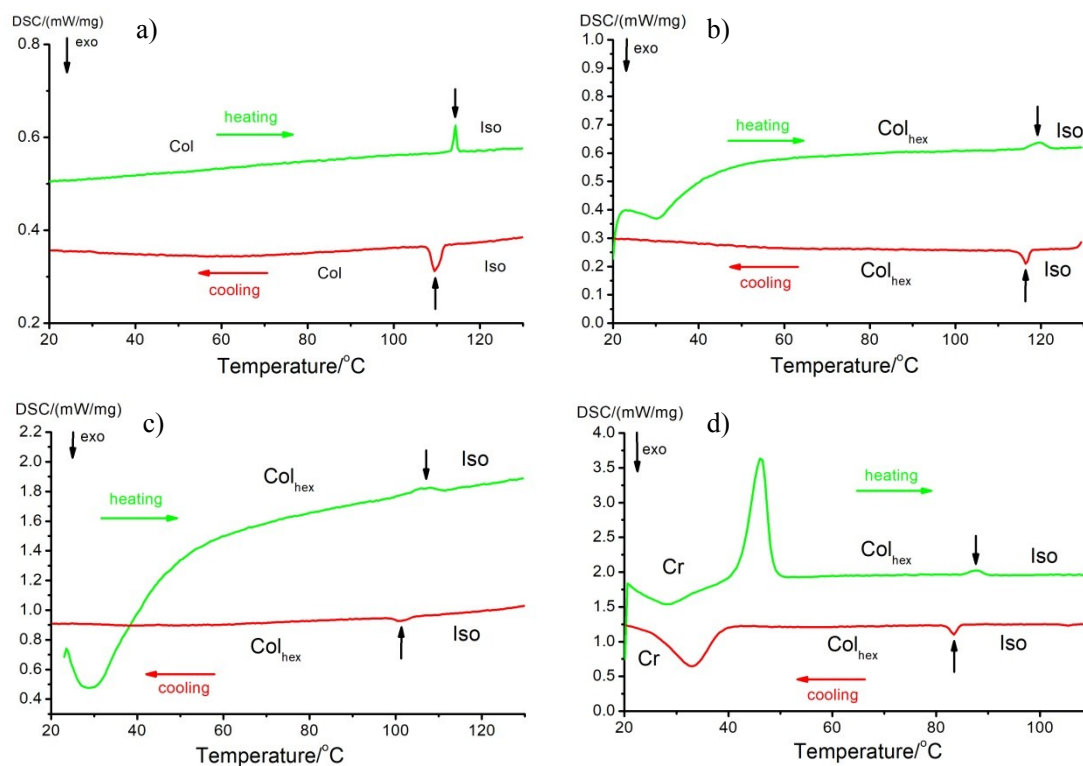 DSC/(mW/mg)
a)
exo
0.8
0.6
0.4
0.2
heating
Col
Iso
Col
Iso
cooling
20 40 60 80 100 120
Temperature/°C
DSC/(mW/mg)
b)
exo
1.0
0.9
0.8
0.7
0.6
0.5
0.4
0.3
0.2
0.1
0.0
heating
Colhex
Iso
Colhex
Iso
cooling
20 40 60 80 100 120
Temperature/°C
DSC/(mW/mg)
c)
exo
2.2
2.0
1.8
1.6
1.4
1.2
1.0
0.8
0.6
0.4
heating
Colhex
Iso
Colhex
Iso
cooling
20 40 60 80 100 120
Temperature/°C
DSC/(mW/mg)
d)
exo
4.0
3.5
3.0
2.5
2.0
1.5
1.0
0.5
0.0
heating
Cr
Colhex
Iso
Cr
Colhex
Iso
cooling
20 40 60 80 100
Temperature/°C